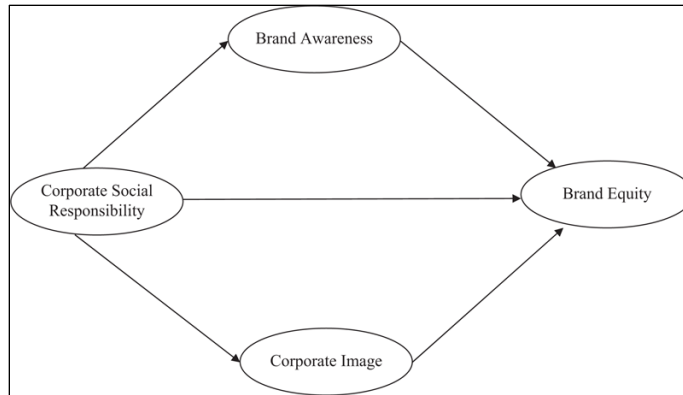 Brand Awareness
Corporate Social
Responsibility
Brand Equity
Corporate Image